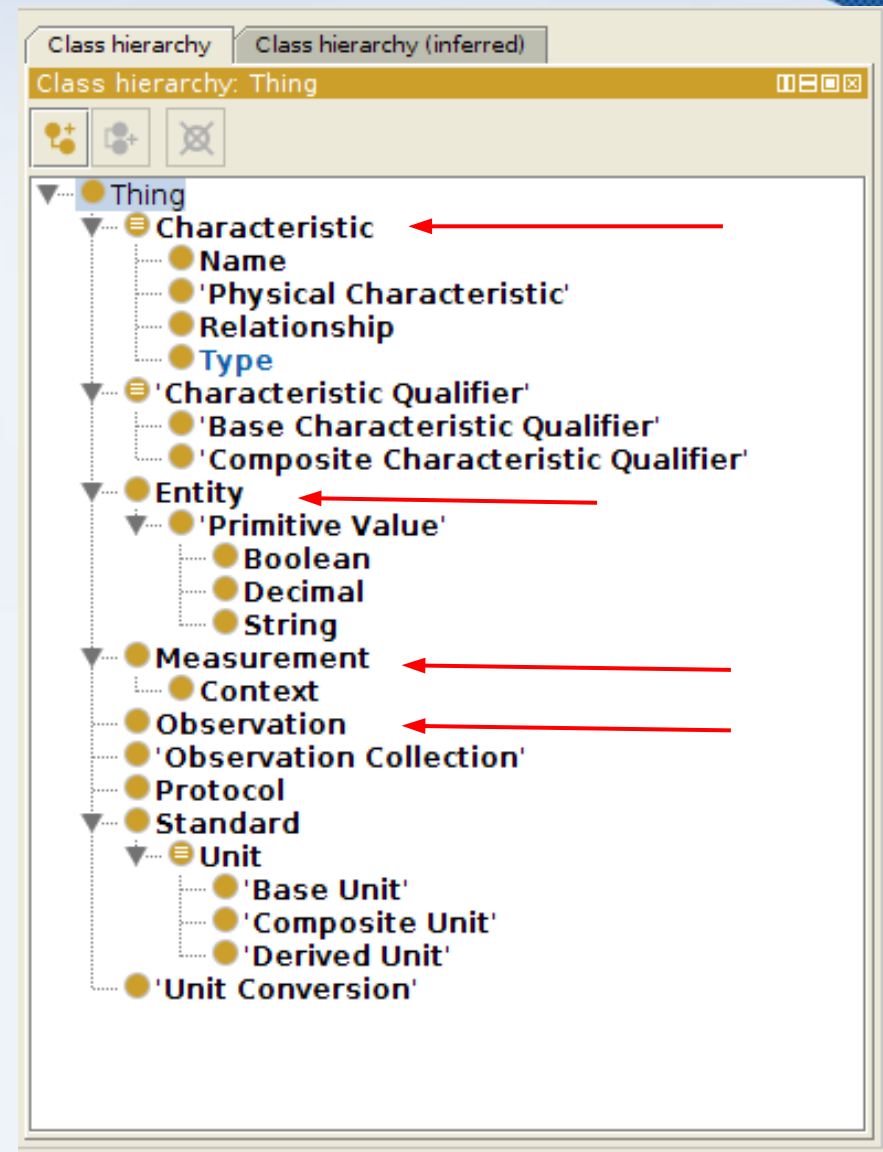 Class hierarchy Class hierarchy (inferred)
Class hierarchy: Thing
Thing
Characteristic
Name
'Physical Characteristic'
Relationship
Type
'Characteristic Qualifier'
'Base Characteristic Qualifier'
'Composite Characteristic Qualifier'
Entity
'Primitive Value'
Boolean
Decimal
String
Measurement
Context
Observation
'Observation Collection'
Protocol
Standard
Unit
'Base Unit'
'Composite Unit'
'Derived Unit'
'Unit Conversion'